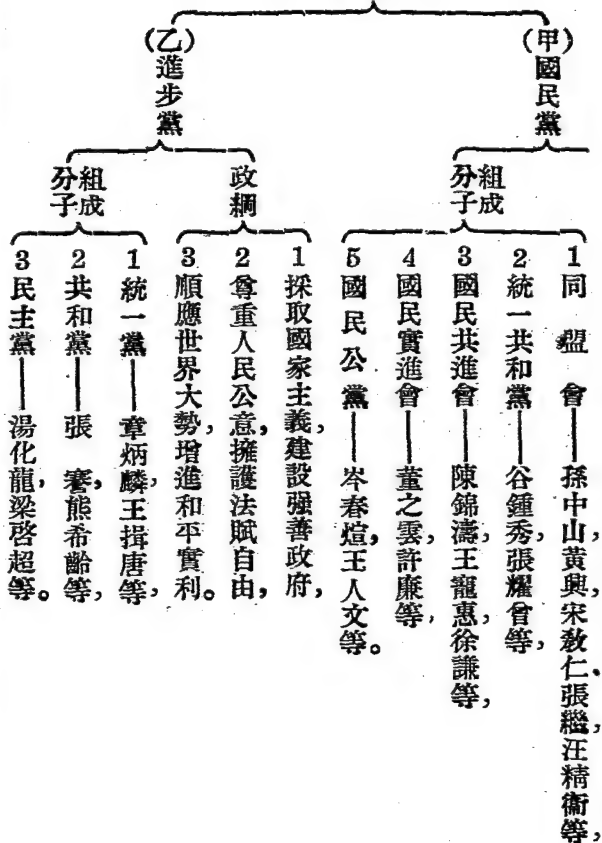 (甲)國民黨
組成分子
1同盟會——孫中山,黃興,宋敎仁、張繼,汪精衞等,
2統一共和黨——谷鍾秀,張耀曾等,
3國民共進會——陳錦濤,王寵惠,徐謙等,
4國民實進會——董之雲,許廉等,
5國民公黨——岑春煊,王人文等。
(乙)進步黨
政綱
1採取國家主義,建設强善政府,
2尊重人民公意,擁護法賦自由,
3順應世界大勢,增進和平實利。
組成分子
1統一黨——章炳麟,王揖唐等,
2共和黨——張謇,熊希齡等,
3民主黨——湯化龍,梁啓超等。